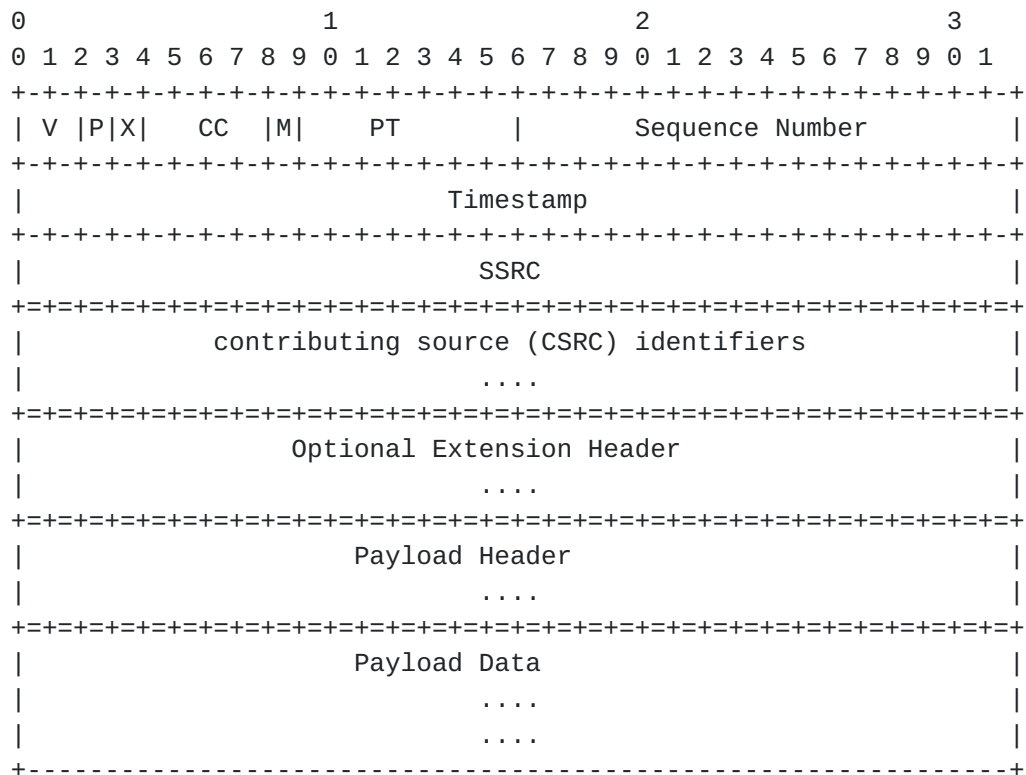 0                   1                   2                   3
0 1 2 3 4 5 6 7 8 9 0 1 2 3 4 5 6 7 8 9 0 1 2 3 4 5 6 7 8 9 0 1
+-+-+-+-+-+-+-+-+-+-+-+-+-+-+-+-+-+-+-+-+-+-+-+-+-+-+-+-+-+-+-+-+
| V |P|X|   CC  |M|    PT       |       Sequence Number         |
+-+-+-+-+-+-+-+-+-+-+-+-+-+-+-+-+-+-+-+-+-+-+-+-+-+-+-+-+-+-+-+-+
|                           Timestamp                           |
+-+-+-+-+-+-+-+-+-+-+-+-+-+-+-+-+-+-+-+-+-+-+-+-+-+-+-+-+-+-+-+-+
|                             SSRC                              |
+=+=+=+=+=+=+=+=+=+=+=+=+=+=+=+=+=+=+=+=+=+=+=+=+=+=+=+=+=+=+=+=+
|            contributing source (CSRC) identifiers             |
|                             ....                              |
+=+=+=+=+=+=+=+=+=+=+=+=+=+=+=+=+=+=+=+=+=+=+=+=+=+=+=+=+=+=+=+=+
|                 Optional Extension Header                     |
|                             ....                              |
+=+=+=+=+=+=+=+=+=+=+=+=+=+=+=+=+=+=+=+=+=+=+=+=+=+=+=+=+=+=+=+=+
|                     Payload Header                            |
|                             ....                              |
+=+=+=+=+=+=+=+=+=+=+=+=+=+=+=+=+=+=+=+=+=+=+=+=+=+=+=+=+=+=+=+=+
|                     Payload Data                              |
|                             ....                              |
|                             ....                              |
+---------------------------------------------------------------+